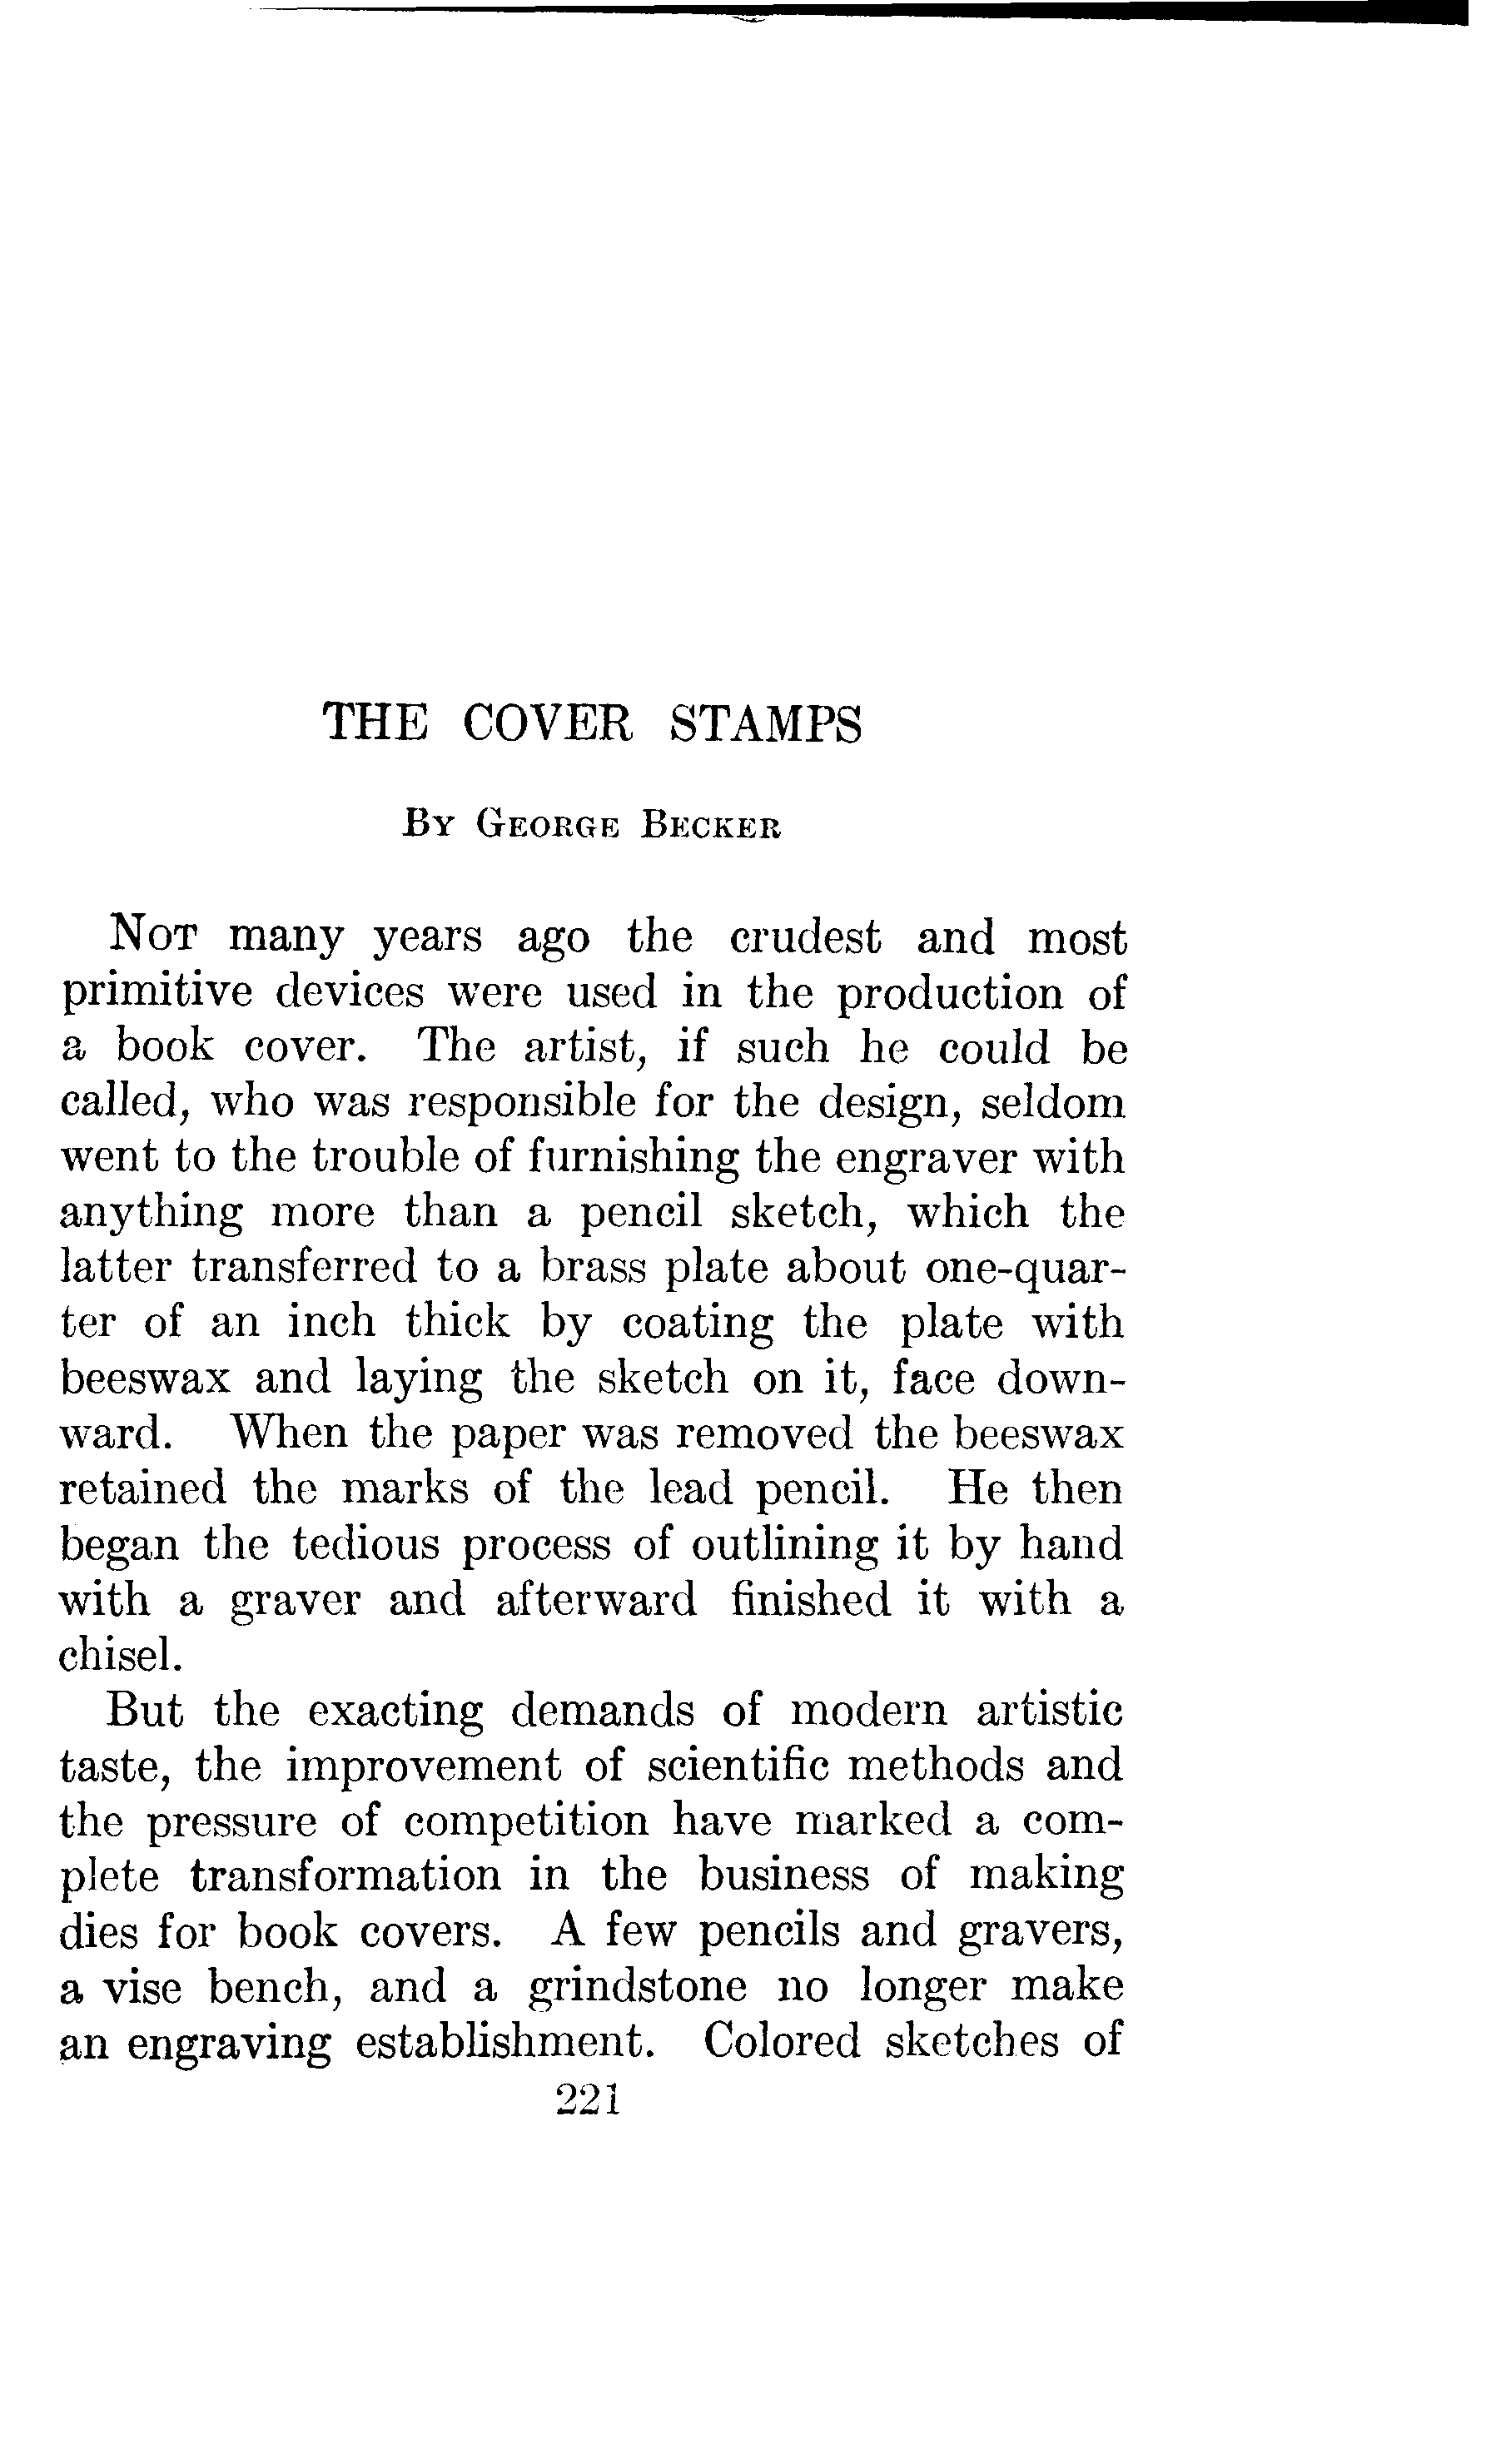 THE COVER STAMPS
By George Becker
Not many years ago the crudest and most
primitive devices were used in the production of
a book cover. The artist, if such he could be
called, who was responsible for the design, seldom
went to the trouble of furnishing the engraver with
anything more than a pencil sketch, which the
latter transferred to a brass plate about one-quar-
ter of an inch thick by coating the plate with
beeswax and laying the sketch on it, face down-
ward. When the paper was removed the beeswax
retained the marks of the lead pencil. He then
began the tedious process of outlining it by hand
with a graver and afterward finished it with a
chisel.
But the exacting demands of modern artistic
taste, the improvement of scientific methods and
the pressure of competition have marked a com-
plete transformation in the business of making
dies for book covers. A few pencils and gravers,
a vise bench, and a grindstone no longer make
an engraving establishment. Colored sketches of
221